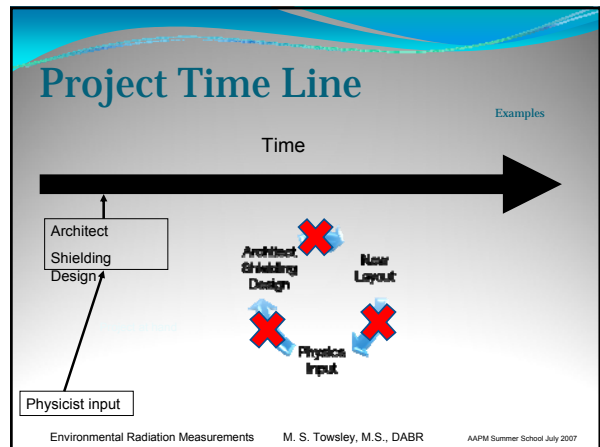 Project Time Line
Examples
Time
Architect
Shielding
Design
Architect
Shielding
Design
New
Layout
Physics
Input
Physicist input
Environmental Radiation Measurements M. S. Towsley, M.S., DABR AAPM Summer School July 2007